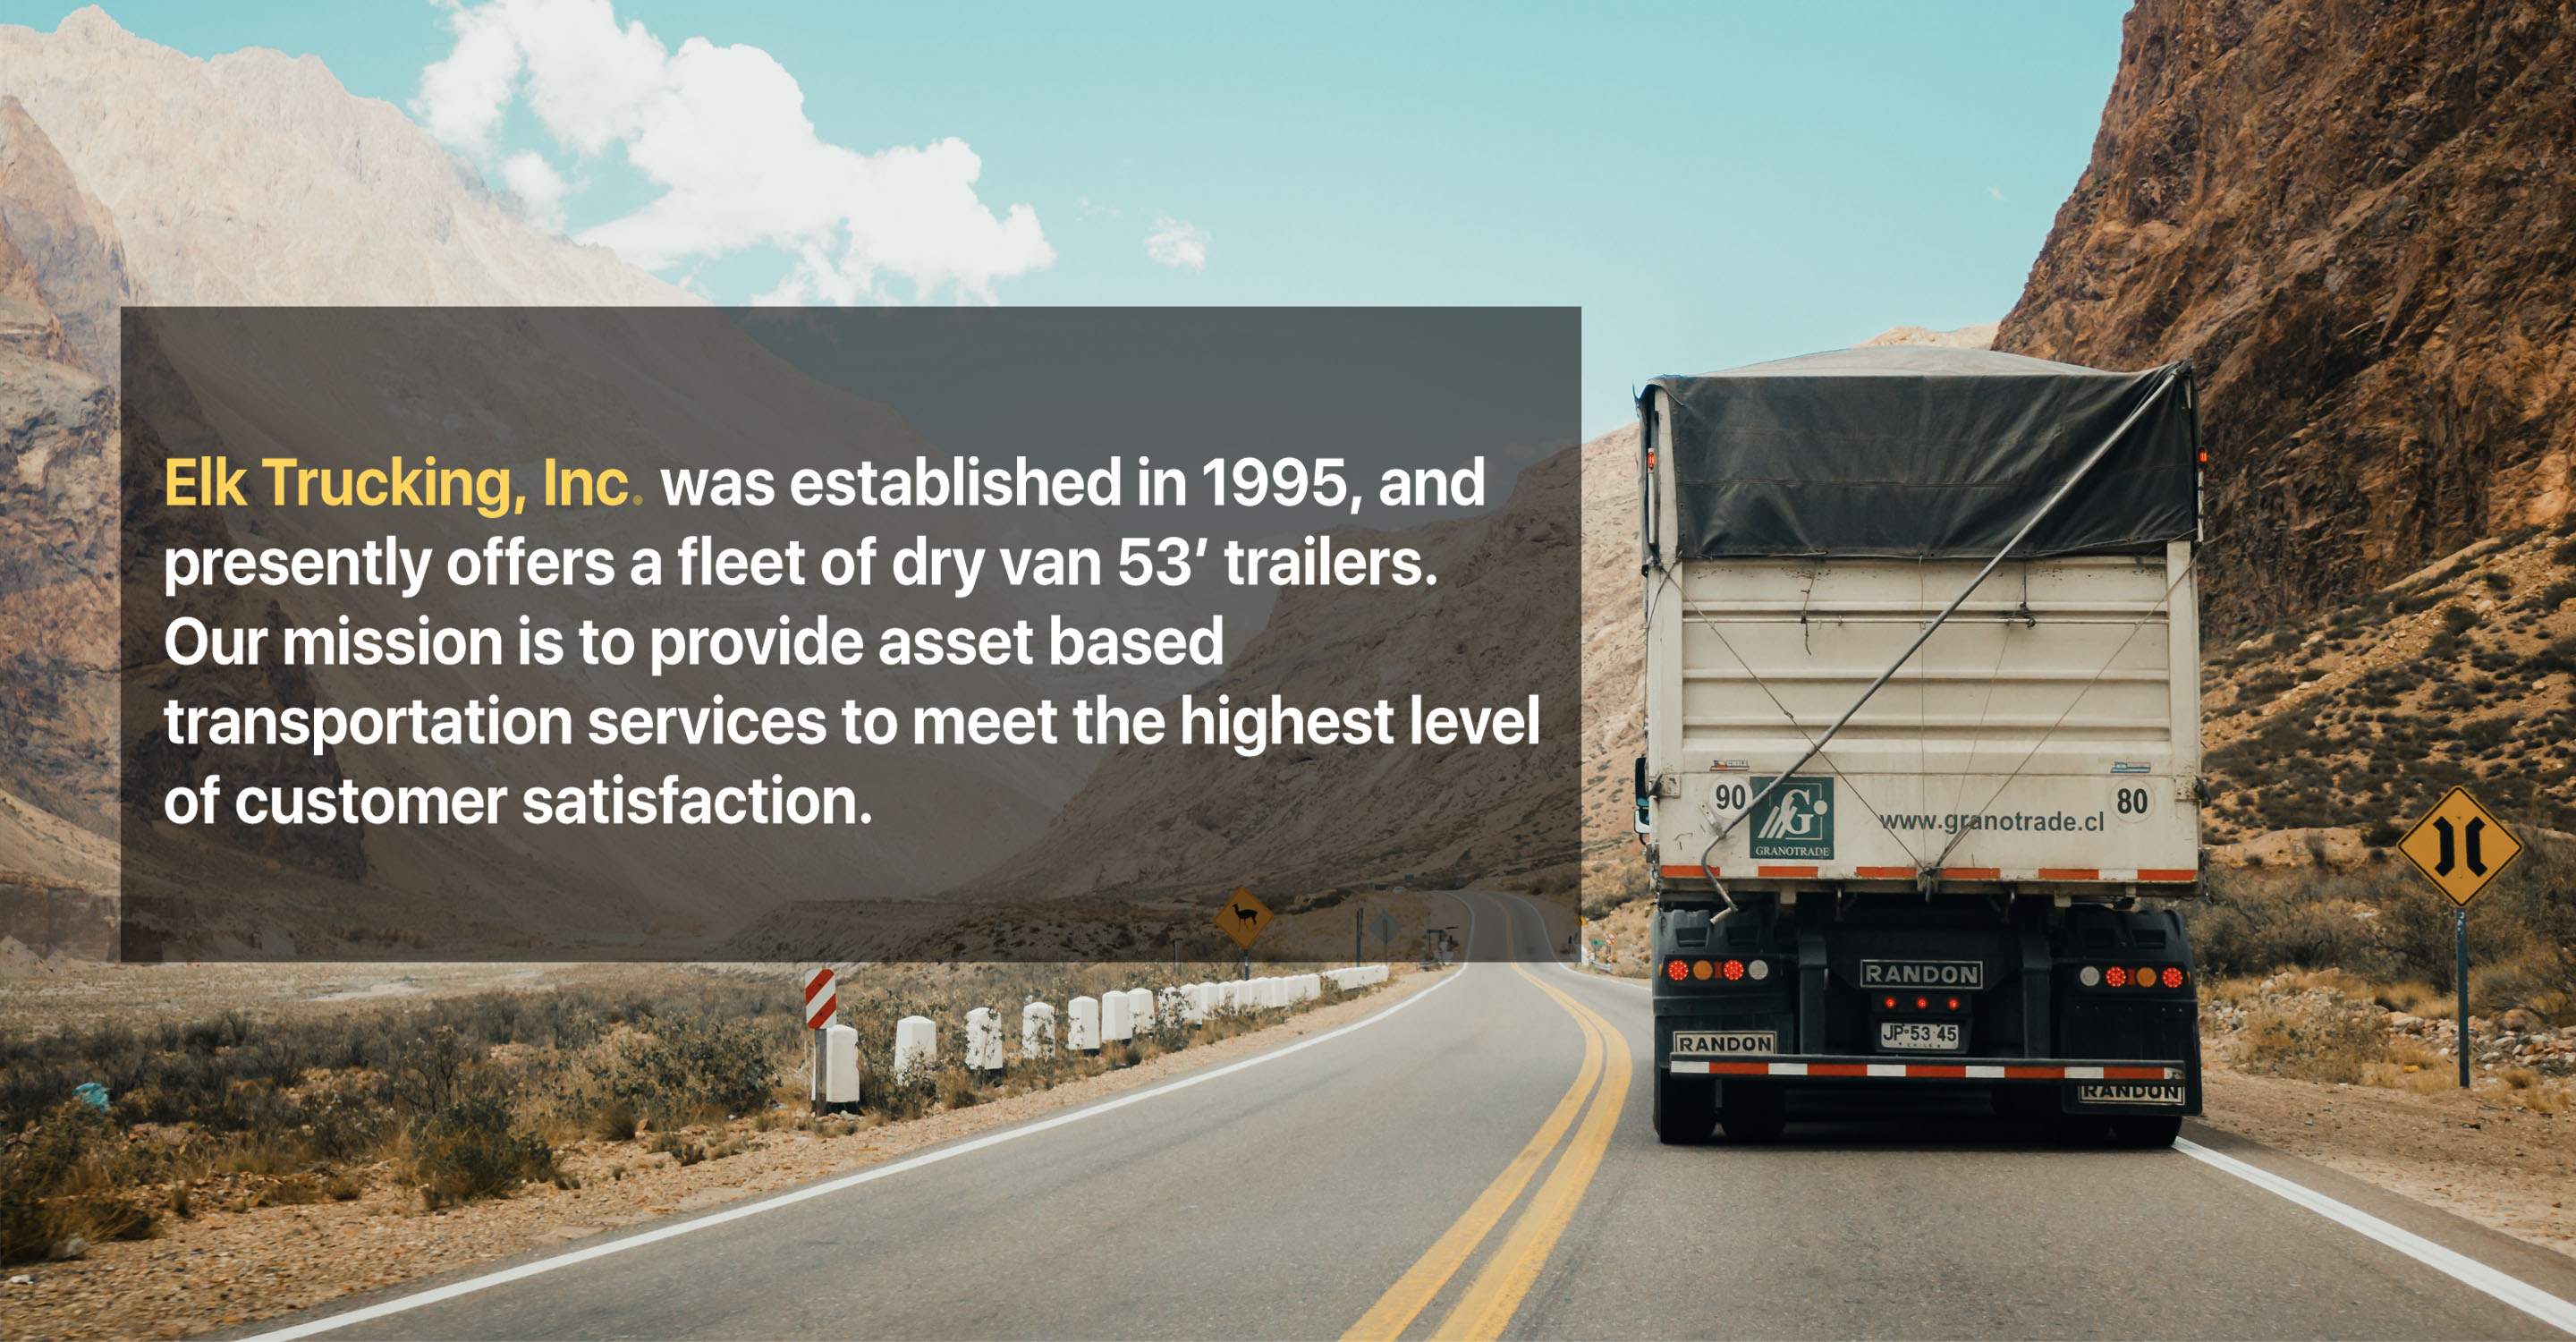 Elk Trucking, Inc. was established in 1995, and
presently offers a fleet of dry van 53′ trailers.
Our mission is to provide asset based
transportation services to meet the highest level
of customer satisfaction.
90
GRANOTRADE
www.granotrade.cl
80
RANDON
JP-53 45
CHILE
RANDON
RANDON